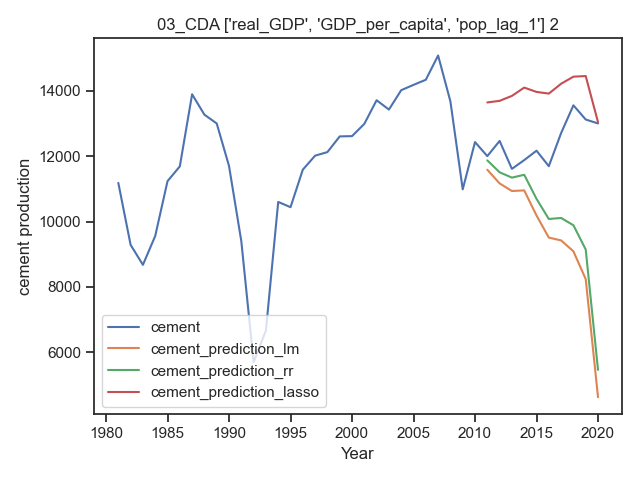 03_CDA ['real_GDP', 'GDP_per_capita', 'pop_lag_1'] 2
cement production
14000
12000
10000
8000
6000
cement
cement_prediction_lm
cement_prediction_rr
cement_prediction_lasso
1980 1985 1990 1995 2000 2005 2010 2015 2020
Year